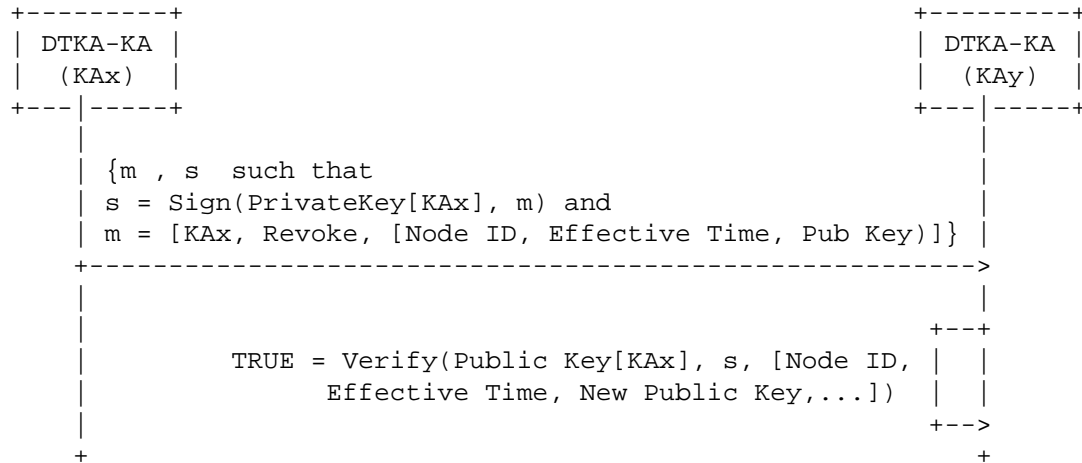 +---------+                                              +---------+
| DTKA-KA |                                              | DTKA-KA |
|  (KAx)  |                                              |  (KAy)  |
+---|-----+                                              +---|-----+
    |                                                        |
    | {m , s  such that                                      |
    | s = Sign(PrivateKey[KAx], m) and                       |
    | m = [KAx, Revoke, [Node ID, Effective Time, Pub Key)]} |
    +------------------------------------------------------->
    |                                                        |
    |                                                     +--+
    |         TRUE = Verify(Public Key[KAx], s, [Node ID, |  |
    |               Effective Time, New Public Key,...])  |  |
    |                                                     +-->
    +                                                        +